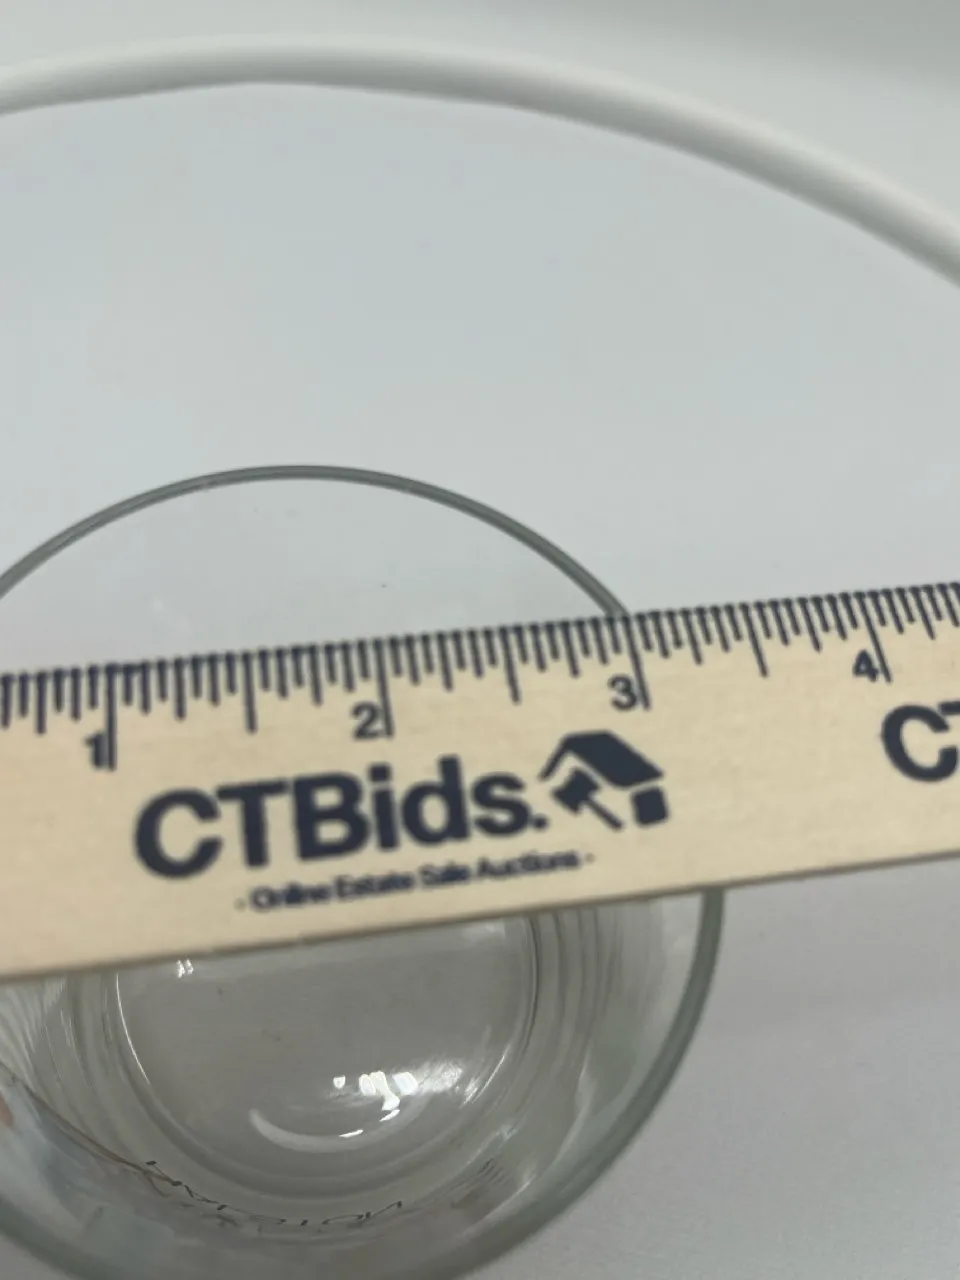 1 2 3 4
CTBids. CT
- Online Estate Sale Auctions -